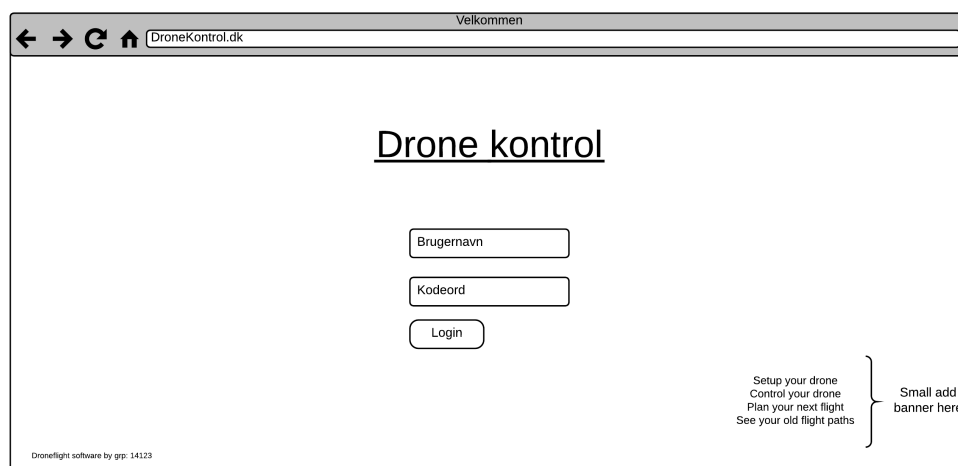 Velkommen
DroneKontrol.dk
Drone kontrol
Brugernavn
Kodeord
Login
Setup your drone
Control your drone
Plan your next flight
See your old flight paths
Small add
banner here
Droneflight software by grp: 14123